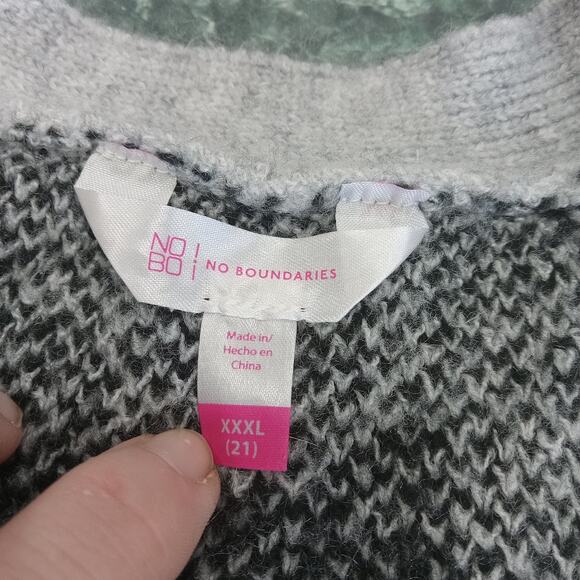 NO
BO
NO BOUNDARIES
Made in/
Hecho en
China
XXXL
(21)